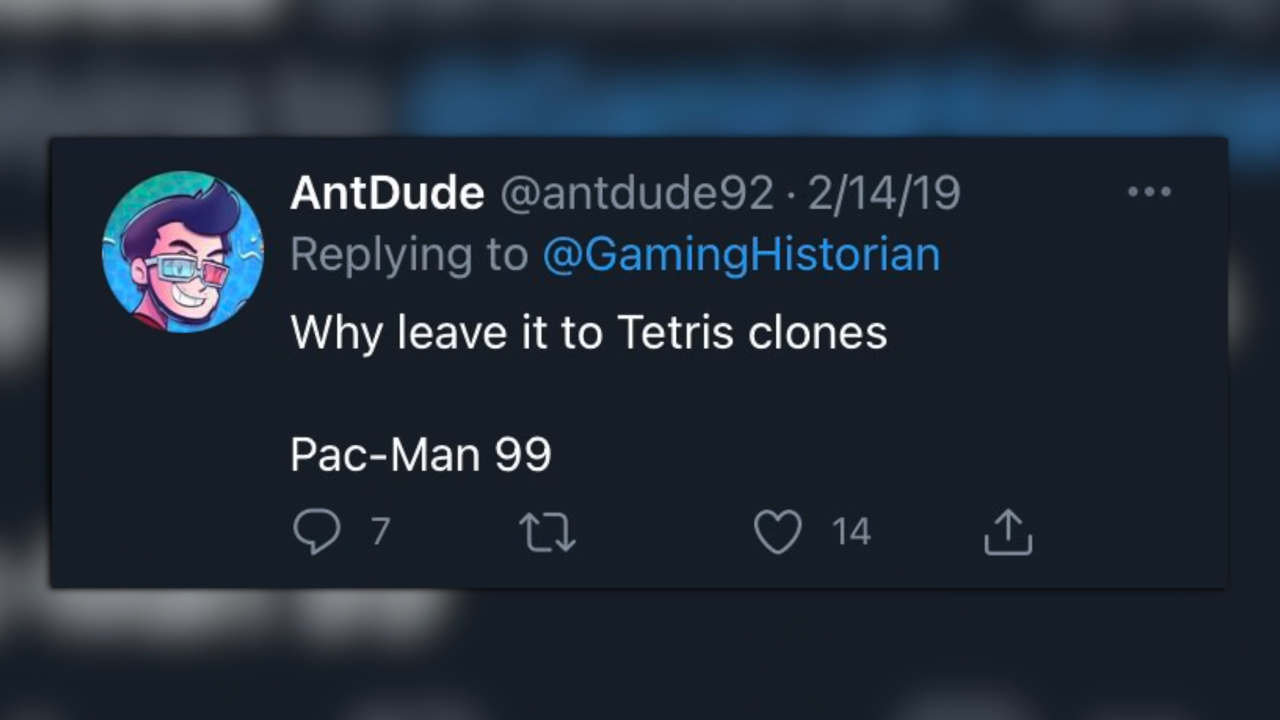 AntDude @antdude92 · 2/14/19
Replying to @GamingHistorian
Why leave it to Tetris clones
Pac-Man 99
7 14